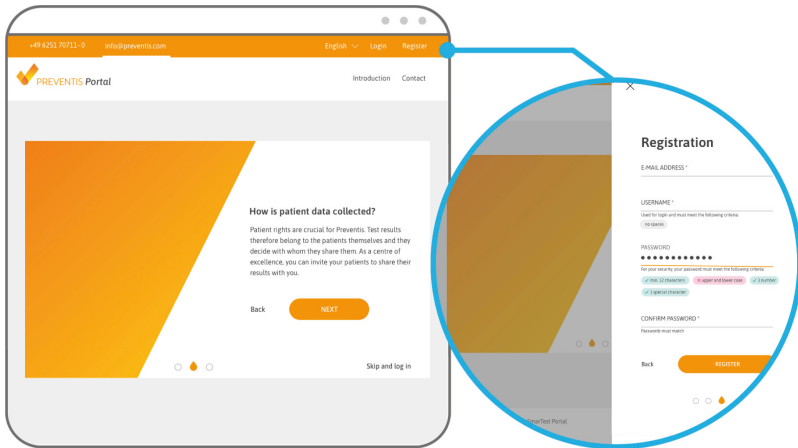 +49 6251 70711-0
info@preventis.com
English
Login
Register
PREVENTIS Portal
Introduction
Contact
How is patient data collected?
Patient rights are crucial for Preventis. Test results
therefore belong to the patients themselves and they
decide with whom they share them. As a centre of
excellence, you can invite your patients to share their
results with you.
Back
NEXT
Skip and log in
Registration
E-MAIL ADDRESS *
USERNAME *
Used for login and must meet the following criteria:
no spaces
PASSWORD
For your security, your password must meet the following criteria:
✓ min. 12 characters
✕ upper and lower case
✓ 1 number
✓ 1 special character
CONFIRM PASSWORD *
Passwords must match
Back
REGISTER
SmarTest Portal